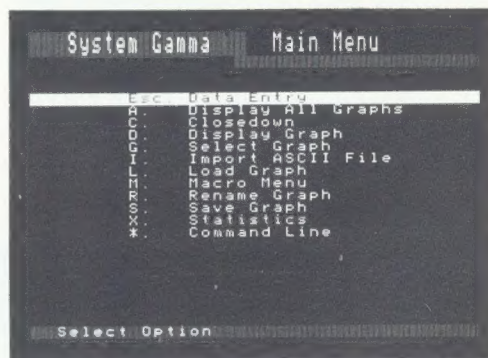 System Gamma Main Menu
Esc. Data Entry
A. Display All Graphs
C. Closedown
D. Display Graph
G. Select Graph
I. Import ASCII File
L. Load Graph
M. Macro Menu
R. Rename Graph
S. Save Graph
X. Statistics
*. Command Line
Select Option